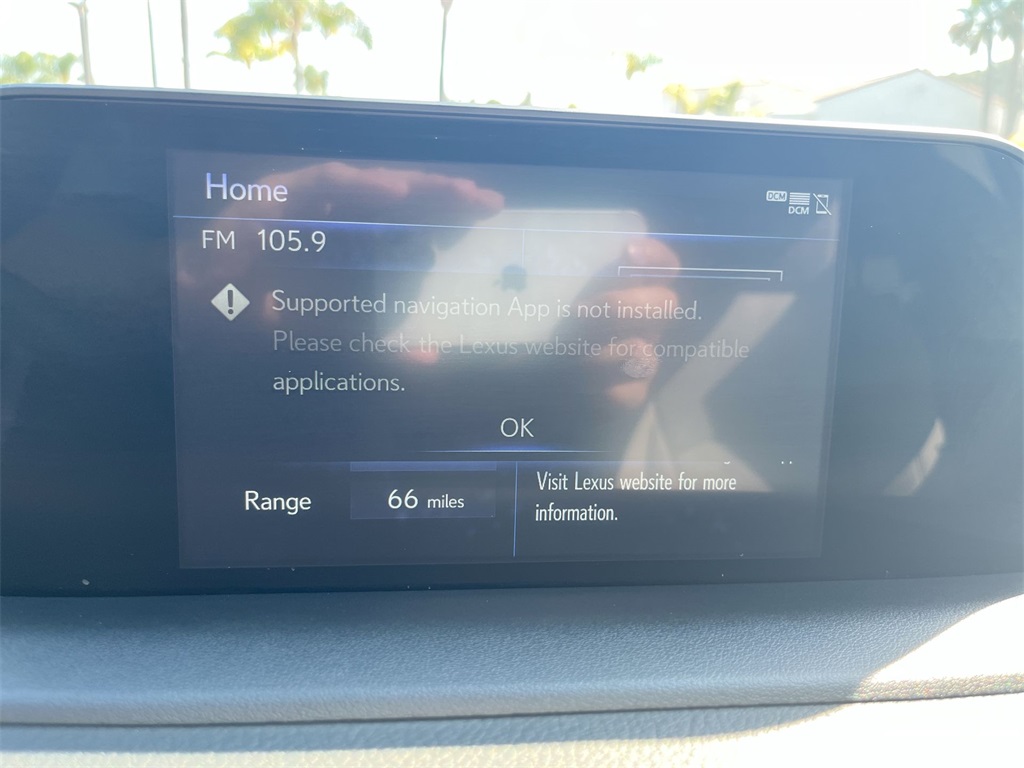 Home
DCM
DCM
FM 105.9
Supported navigation App is not installed.
Please check the Lexus website for compatible
applications.
OK
Range 66 miles
Visit Lexus website for more
information.